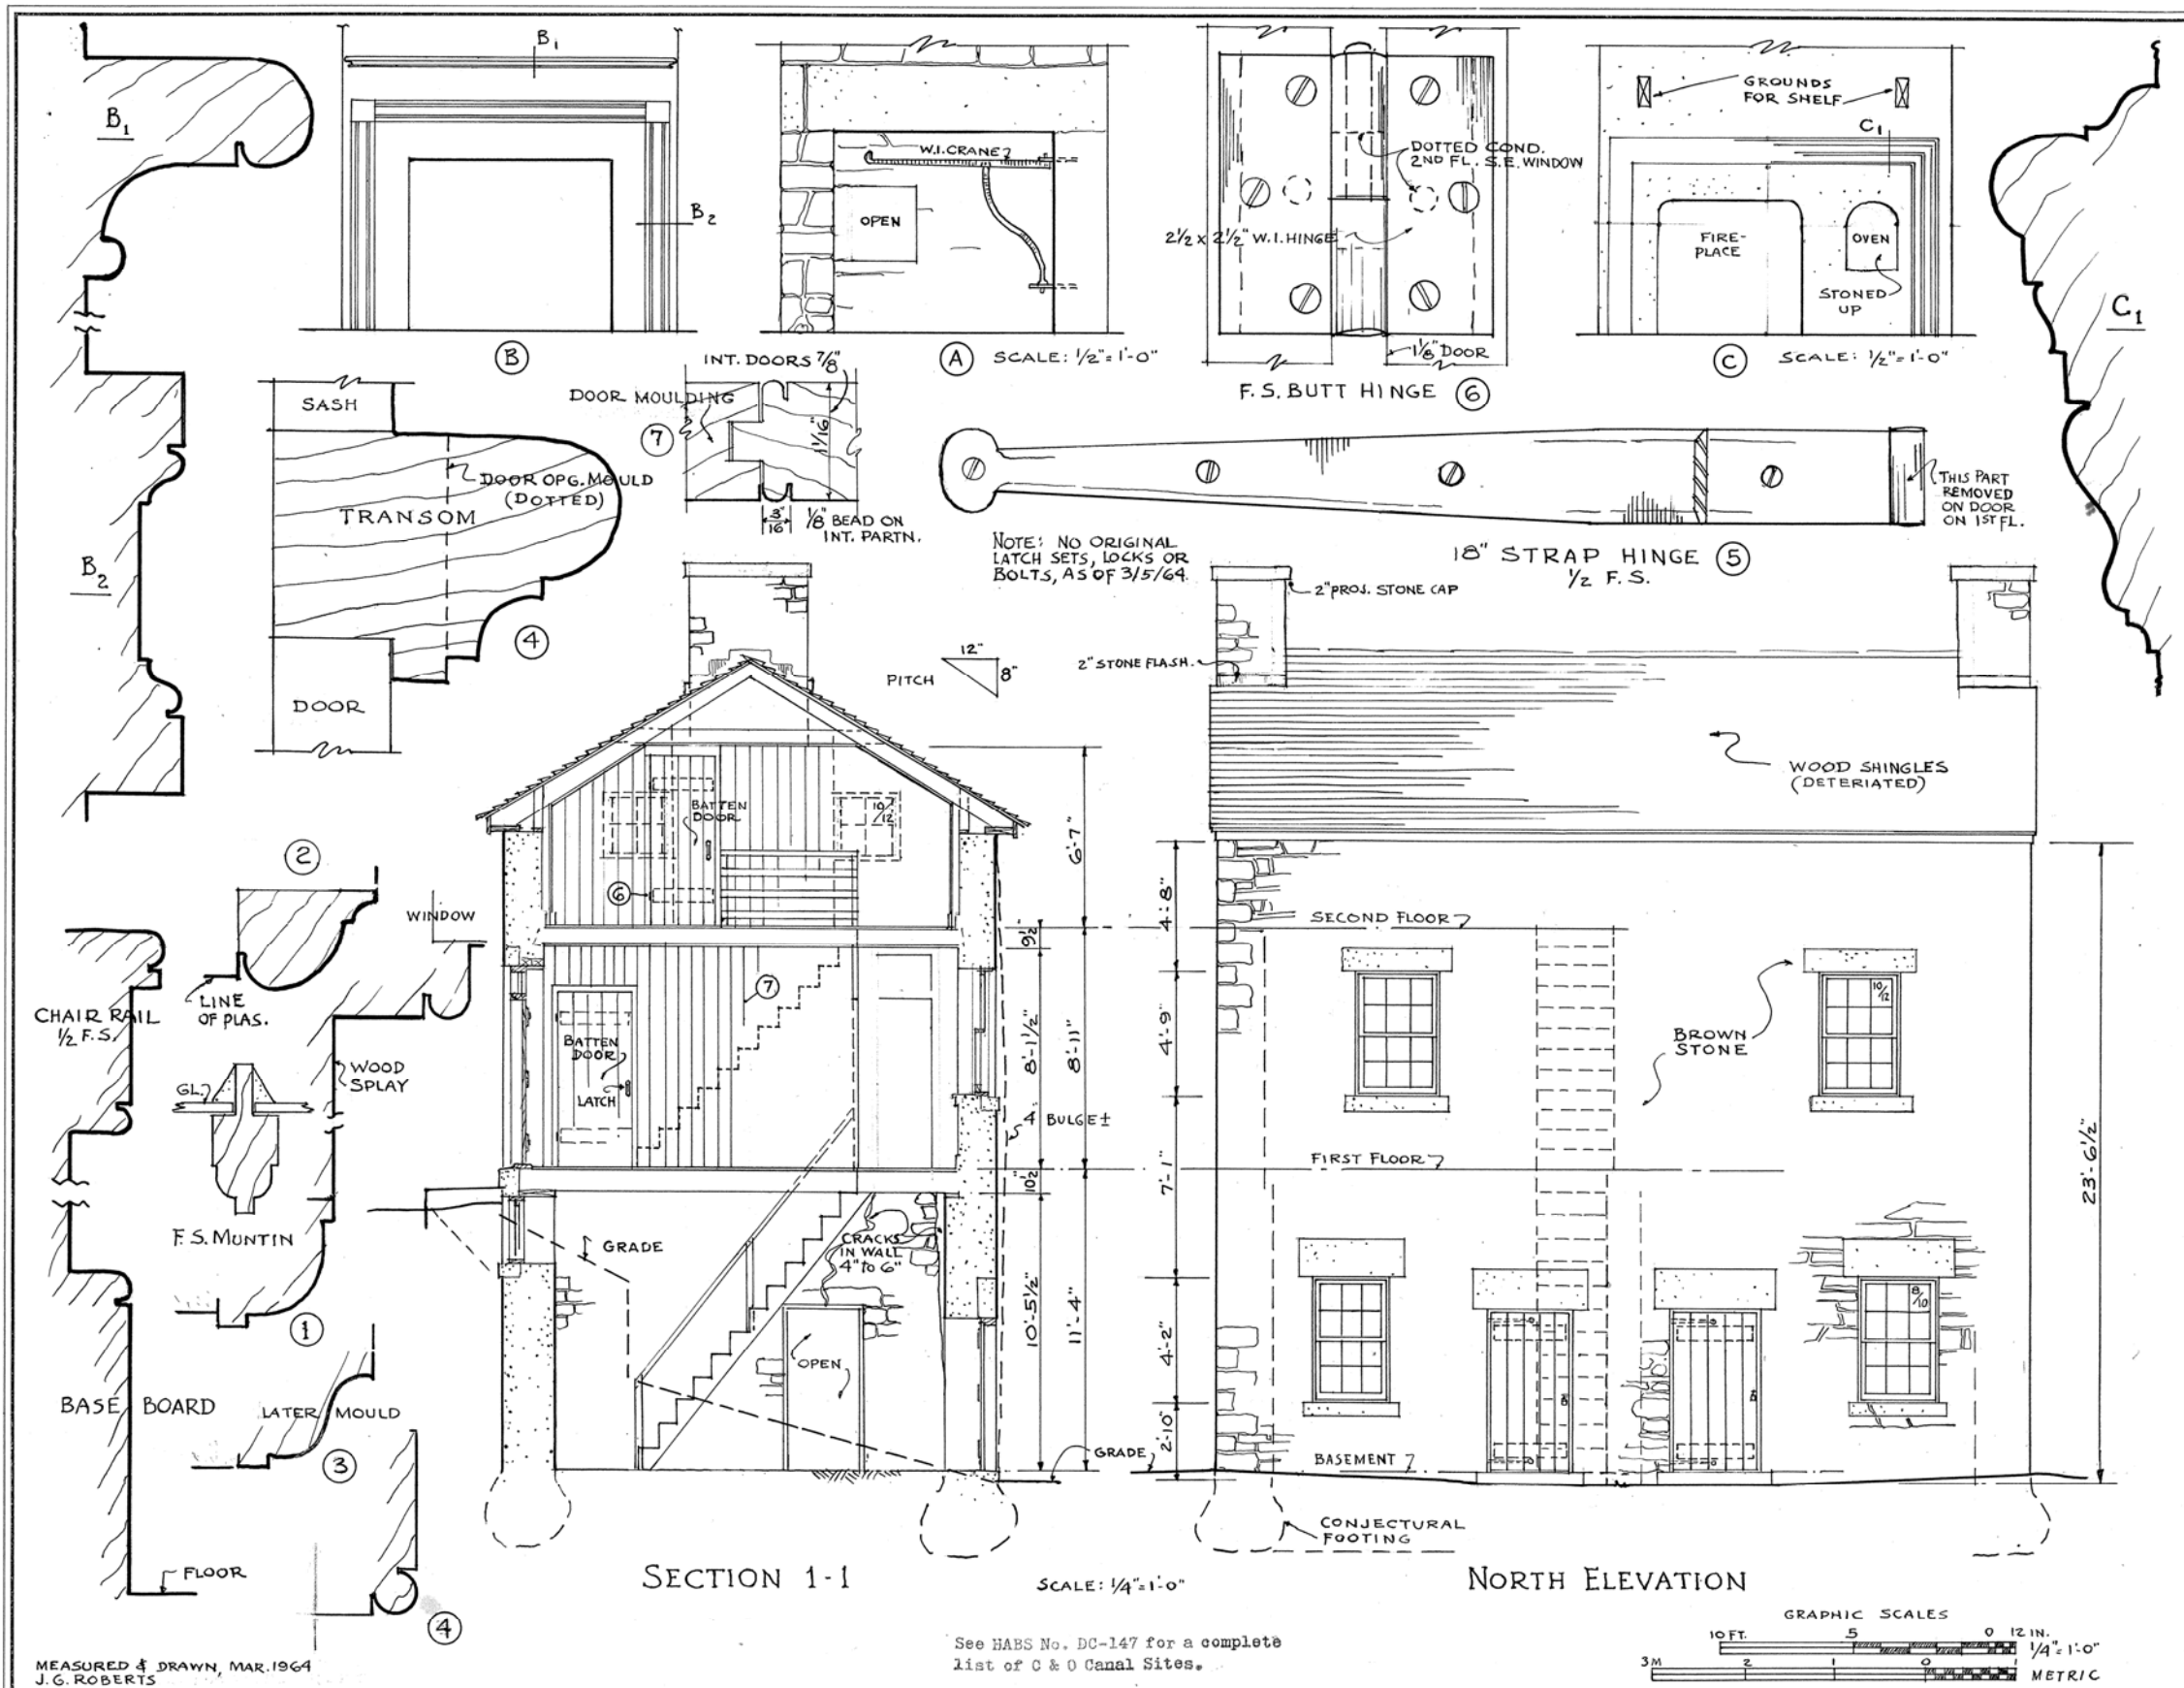 B1
B1
B2
B
W.I. CRANE
OPEN
A
SCALE: 1/2" = 1'-0"
DOTTED COND.
2ND FL. S.E. WINDOW
2 1/2 x 2 1/2" W.I. HINGE
1 1/8" DOOR
F.S. BUTT HINGE 6
GROUNDS
FOR SHELF
C1
FIRE-
PLACE
OVEN
STONED
UP
C
SCALE: 1/2" = 1'-0"
C1
B2
SASH
DOOR OPG. MOULD
(DOTTED)
TRANSOM
DOOR
4
INT. DOORS 7/8"
DOOR MOULDING
7
1 1/16"
3"
16
1/8" BEAD ON
INT. PARTN.
THIS PART
REMOVED
ON DOOR
ON 1ST FL.
18" STRAP HINGE 5
1/2 F.S.
NOTE: NO ORIGINAL
LATCH SETS, LOCKS OR
BOLTS, AS OF 3/5/64.
2
LINE
OF PLAS.
WINDOW
CHAIR RAIL
1/2 F.S.
WOOD
SPLAY
GL.
F.S. MUNTIN
1
BASE BOARD
LATER MOULD
3
FLOOR
4
PITCH
12"
8"
BATTEN
DOOR
10/12
6
6'-7"
9 1/2"
7
BATTEN
DOOR
LATCH
8'-1 1/2"
8'-11"
4 BULGE ±
10 1/2"
GRADE
CRACKS
IN WALL
4" TO 6"
OPEN
10'-5 1/2"
11'-4"
GRADE
SECTION 1-1
SCALE: 1/4" = 1'-0"
2" PROJ. STONE CAP
2" STONE FLASH.
WOOD SHINGLES
(DETERIATED)
4'-8"
SECOND FLOOR
4'-9"
10/12
BROWN
STONE
7'-1"
FIRST FLOOR
23'-6 1/2"
4'-2"
8/10
2'-10"
BASEMENT
CONJECTURAL
FOOTING
NORTH ELEVATION
GRAPHIC SCALES
10 FT. 5 0 12 IN.
1/4" = 1'-0"
3M 2 1 0 1
METRIC
See HABS No. DC-147 for a complete
list of C & O Canal Sites.
MEASURED & DRAWN, MAR. 1964
J. G. ROBERTS